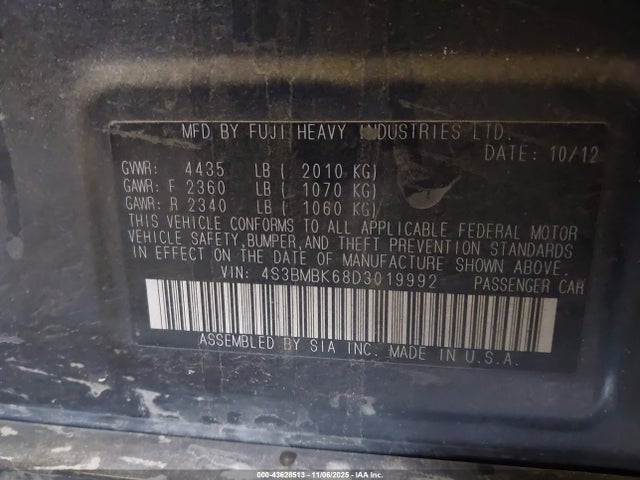 MFD BY FUJI HEAVY INDUSTRIES LTD.
DATE: 10/12
GVWR: 4435 LB ( 2010 KG)
GAWR: F 2360 LB ( 1070 KG)
GAWR: R 2340 LB ( 1060 KG)
THIS VEHICLE CONFORMS TO ALL APPLICABLE FEDERAL MOTOR
VEHICLE SAFETY, BUMPER, AND THEFT PREVENTION STANDARDS
IN EFFECT ON THE DATE OF MANUFACTURE SHOWN ABOVE.
VIN: 4S3BMBK68D3019992 PASSENGER CAR
ASSEMBLED BY SIA INC. MADE IN U.S.A.
000-43628513 - 11/06/2025 - IAA Inc.